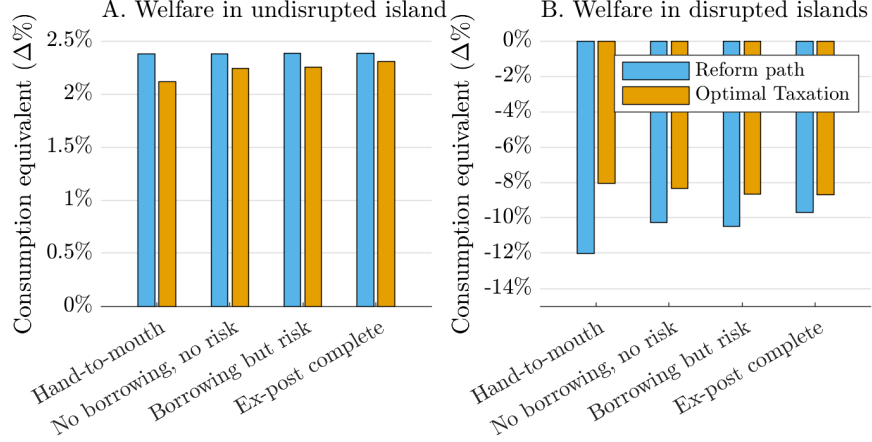 A. Welfare in undisrupted island
Consumption equivalent (Δ%)
2.5%
2%
1.5%
1%
0.5%
0%
Hand-to-mouth
No borrowing, no risk
Borrowing but risk
Ex-post complete
B. Welfare in disrupted islands
Consumption equivalent (Δ%)
0%
-2%
-4%
-6%
-8%
-10%
-12%
-14%
Reform path
Optimal Taxation
Hand-to-mouth
No borrowing, no risk
Borrowing but risk
Ex-post complete